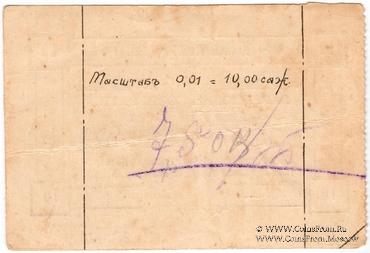 Масштабъ 0,01 = 10,00 саж.
© www.CoinsFrom.Ru
www.CoinsFrom.Moscow